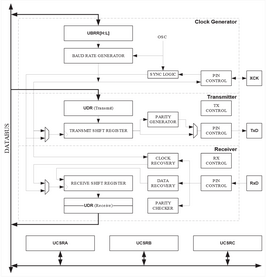 Clock Generator
UBRR[H:L]
OSC
BAUD RATE GENERATOR
SYNC LOGIC
PIN
CONTROL
XCK
Transmitter
UDR (Transmit)
TX
CONTROL
PARITY
GENERATOR
DATABUS
TRANSMIT SHIFT REGISTER
PIN
CONTROL
TxD
Receiver
CLOCK
RECOVERY
RX
CONTROL
RECEIVE SHIFT REGISTER
DATA
RECOVERY
PIN
CONTROL
RxD
UDR (Receive)
PARITY
CHECKER
UCSRA
UCSRB
UCSRC